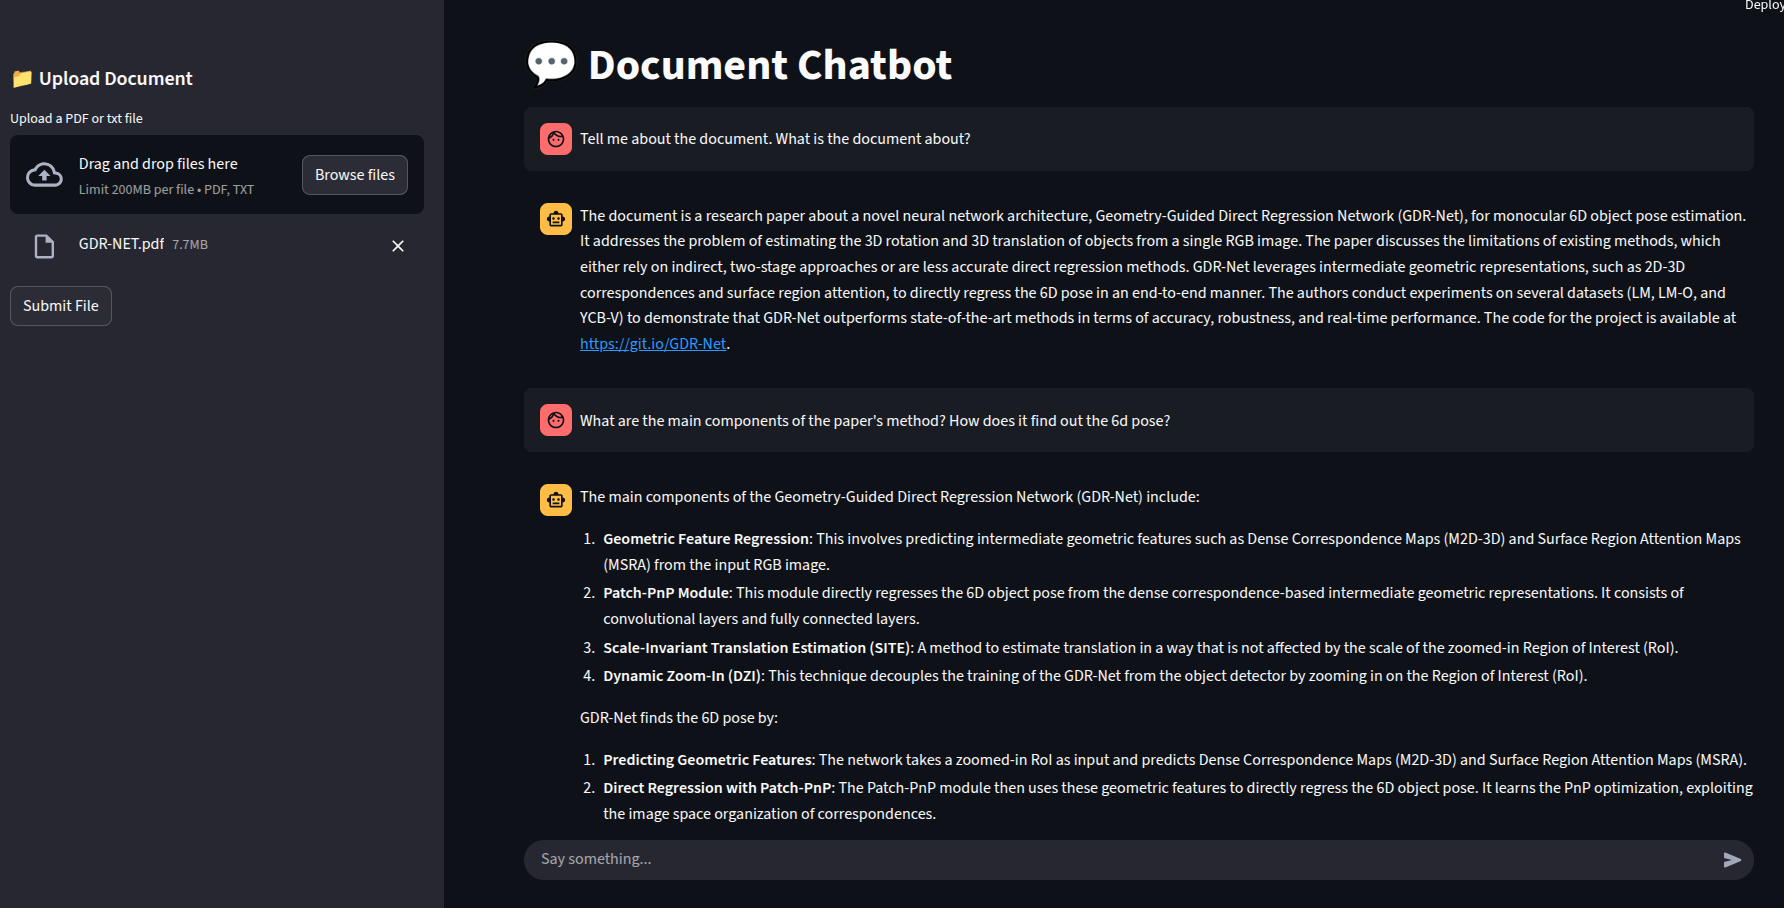 Deploy
📁 Upload Document
Upload a PDF or txt file
Drag and drop files here
Limit 200MB per file • PDF, TXT
Browse files
GDR-NET.pdf 7.7MB
Submit File
💬 Document Chatbot
Tell me about the document. What is the document about?
The document is a research paper about a novel neural network architecture, Geometry-Guided Direct Regression Network (GDR-Net), for monocular 6D object pose estimation.
It addresses the problem of estimating the 3D rotation and 3D translation of objects from a single RGB image. The paper discusses the limitations of existing methods, which
either rely on indirect, two-stage approaches or are less accurate direct regression methods. GDR-Net leverages intermediate geometric representations, such as 2D-3D
correspondences and surface region attention, to directly regress the 6D pose in an end-to-end manner. The authors conduct experiments on several datasets (LM, LM-O, and
YCB-V) to demonstrate that GDR-Net outperforms state-of-the-art methods in terms of accuracy, robustness, and real-time performance. The code for the project is available at
https://git.io/GDR-Net.
What are the main components of the paper's method? How does it find out the 6d pose?
The main components of the Geometry-Guided Direct Regression Network (GDR-Net) include:
1. Geometric Feature Regression: This involves predicting intermediate geometric features such as Dense Correspondence Maps (M2D-3D) and Surface Region Attention Maps
(MSRA) from the input RGB image.
2. Patch-PnP Module: This module directly regresses the 6D object pose from the dense correspondence-based intermediate geometric representations. It consists of
convolutional layers and fully connected layers.
3. Scale-Invariant Translation Estimation (SITE): A method to estimate translation in a way that is not affected by the scale of the zoomed-in Region of Interest (RoI).
4. Dynamic Zoom-In (DZI): This technique decouples the training of the GDR-Net from the object detector by zooming in on the Region of Interest (RoI).
GDR-Net finds the 6D pose by:
1. Predicting Geometric Features: The network takes a zoomed-in RoI as input and predicts Dense Correspondence Maps (M2D-3D) and Surface Region Attention Maps (MSRA).
2. Direct Regression with Patch-PnP: The Patch-PnP module then uses these geometric features to directly regress the 6D object pose. It learns the PnP optimization, exploiting
the image space organization of correspondences.
Say something...